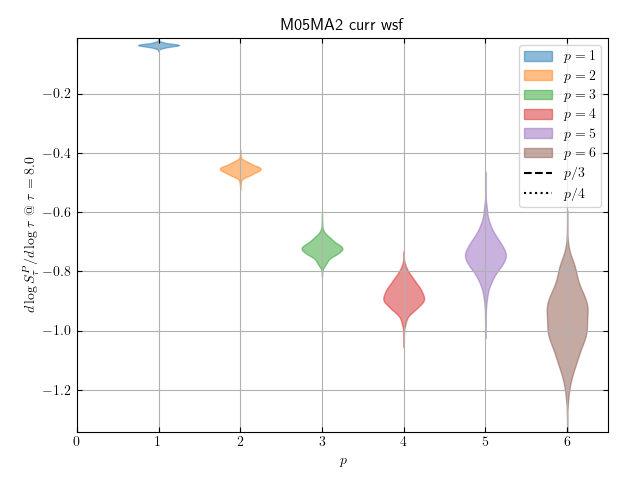 M05MA2 curr wsf
d log S_τ^P / d log τ @ τ = 8.0
−0.2
−0.4
−0.6
−0.8
−1.0
−1.2
0 1 2 3 4 5 6
p
p = 1
p = 2
p = 3
p = 4
p = 5
p = 6
p/3
p/4